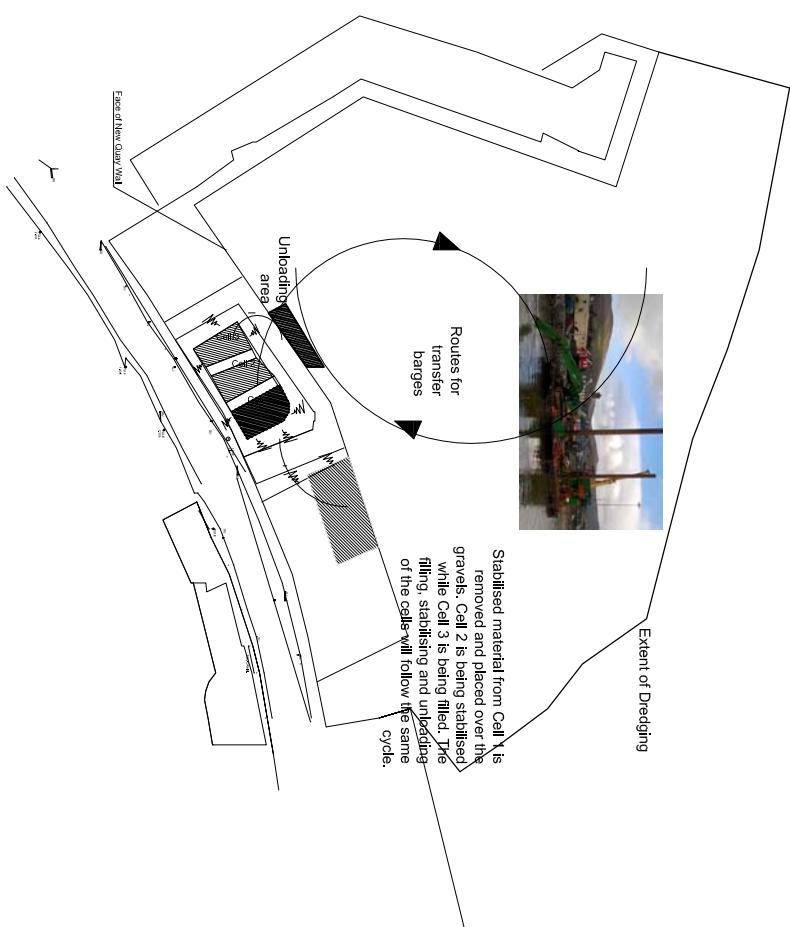 Face of New Quay Wall
Unloading
area
Routes for
transfer
barges
Stabilised material from Cell 1 is
removed and placed over the
gravels. Cell 2 is being stabilised
while Cell 3 is being filled. The
filling, stabilising and unloading
of the cells will follow the same
cycle.
Extent of Dredging